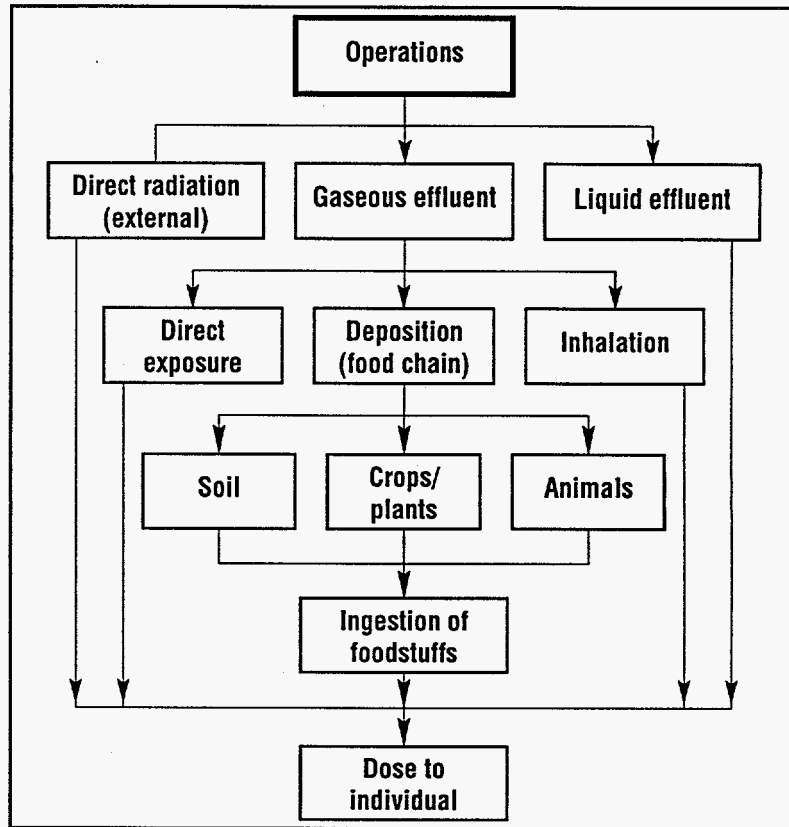 Operations
Direct radiation
(external)
Gaseous effluent
Liquid effluent
Direct
exposure
Deposition
(food chain)
Inhalation
Soil
Crops/
plants
Animals
Ingestion of
foodstuffs
Dose to
individual